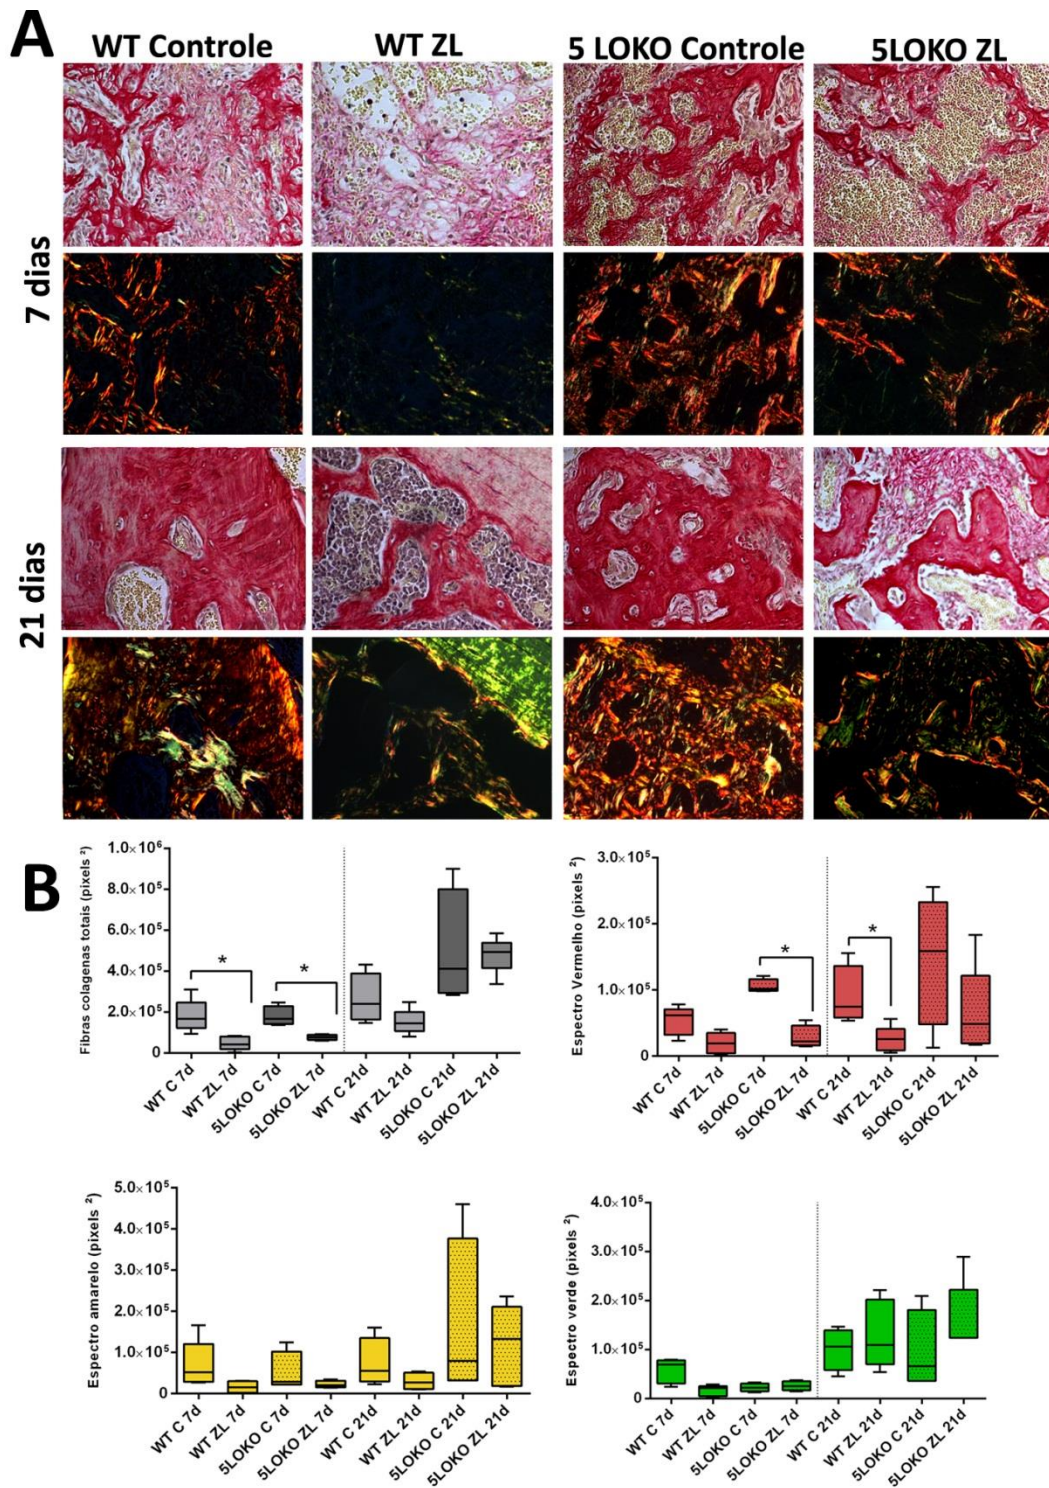 A
WT Controle
WT ZL
5 LOKO Controle
5LOKO ZL
7 dias
21 dias
B
Fibras colagenas totais (pixels ²)
1.0×10⁶
8.0×10⁵
6.0×10⁵
4.0×10⁵
2.0×10⁵
0
*
*
WT C 7d
WT ZL 7d
5LOKO C 7d
5LOKO ZL 7d
WT C 21d
WT ZL 21d
5LOKO C 21d
5LOKO ZL 21d
Espectro Vermelho (pixels ²)
3.0×10⁵
2.0×10⁵
1.0×10⁵
0
*
*
WT C 7d
WT ZL 7d
5LOKO C 7d
5LOKO ZL 7d
WT C 21d
WT ZL 21d
5LOKO C 21d
5LOKO ZL 21d
Espectro amarelo (pixels ²)
5.0×10⁵
4.0×10⁵
3.0×10⁵
2.0×10⁵
1.0×10⁵
0
WT C 7d
WT ZL 7d
5LOKO C 7d
5LOKO ZL 7d
WT C 21d
WT ZL 21d
5LOKO C 21d
5LOKO ZL 21d
Espectro verde (pixels ²)
4.0×10⁵
3.0×10⁵
2.0×10⁵
1.0×10⁵
0
WT C 7d
WT ZL 7d
5LOKO C 7d
5LOKO ZL 7d
WT C 21d
WT ZL 21d
5LOKO C 21d
5LOKO ZL 21d